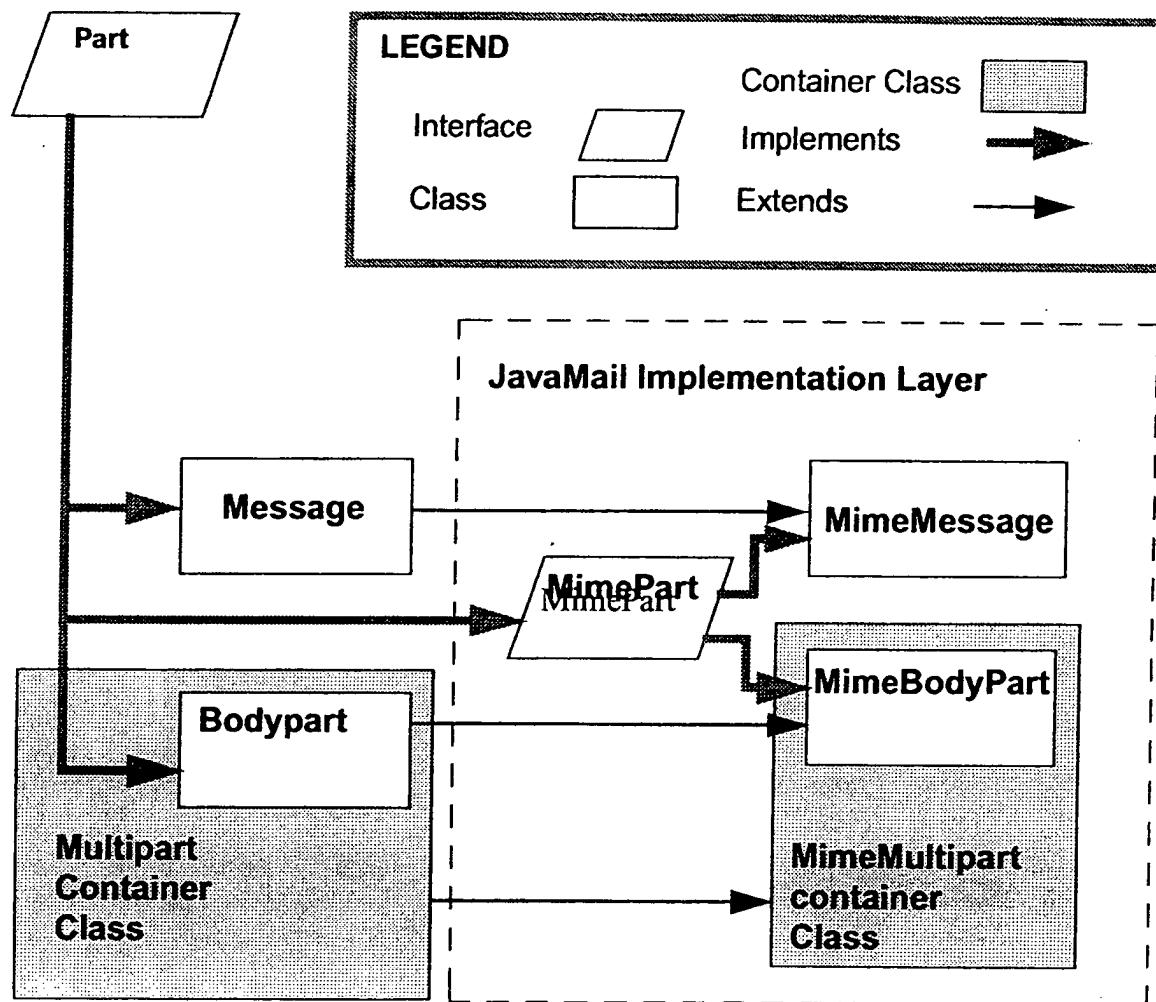 Part
LEGEND
Container Class
Interface
Implements
Class
Extends
JavaMail Implementation Layer
Message
MimeMessage
MimePart
MimePart
Bodypart
MimeBodyPart
Multipart
Container
Class
MimeMultipart
container
Class